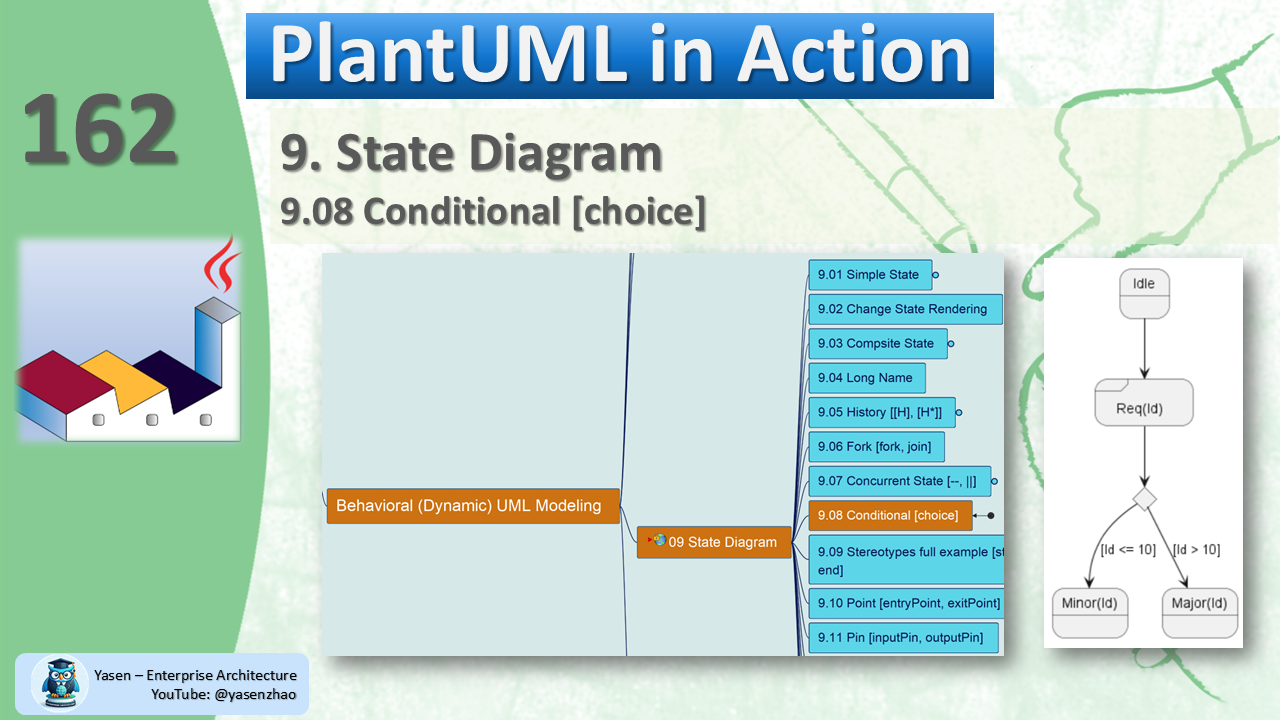 PlantUML in Action
162
9. State Diagram
9.08 Conditional [choice]
Behavioral (Dynamic) UML Modeling
09 State Diagram
9.01 Simple State
9.02 Change State Rendering
9.03 Compsite State
9.04 Long Name
9.05 History [[H], [H*]]
9.06 Fork [fork, join]
9.07 Concurrent State [--, ||]
9.08 Conditional [choice]
9.09 Stereotypes full example [st
end]
9.10 Point [entryPoint, exitPoint]
9.11 Pin [inputPin, outputPin]
Idle
Req(Id)
[Id <= 10] [Id > 10]
Minor(Id) Major(Id)
Yasen – Enterprise Architecture
YouTube: @yasenzhao